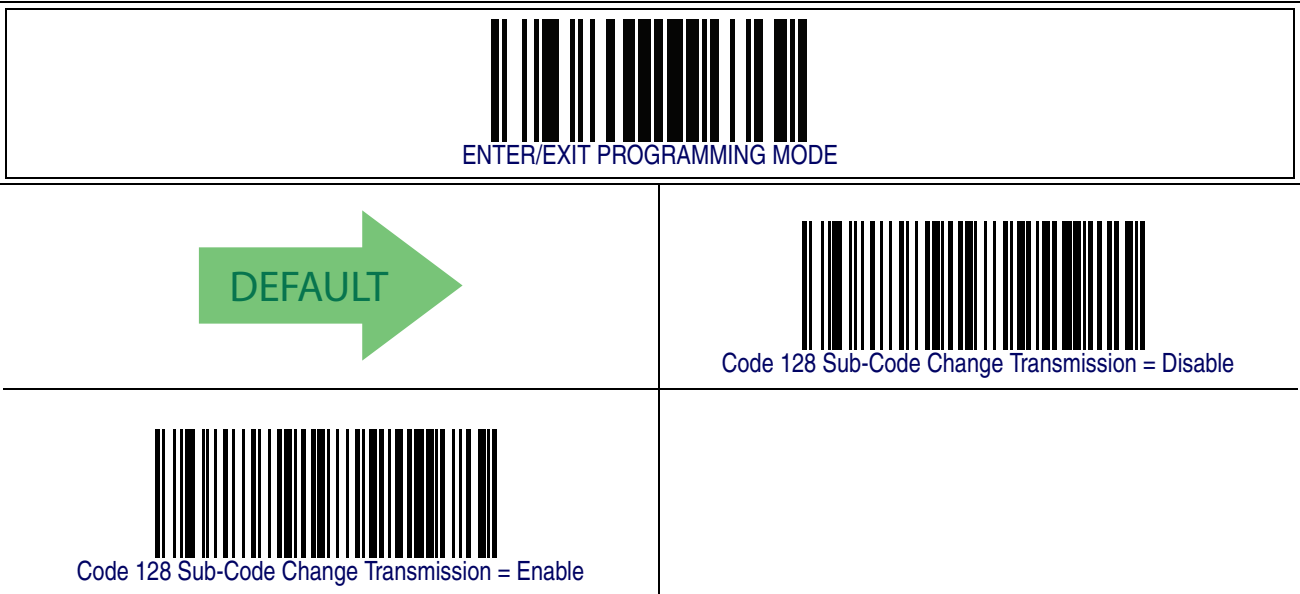 ENTER/EXIT PROGRAMMING MODE
DEFAULT
Code 128 Sub-Code Change Transmission = Disable
Code 128 Sub-Code Change Transmission = Enable